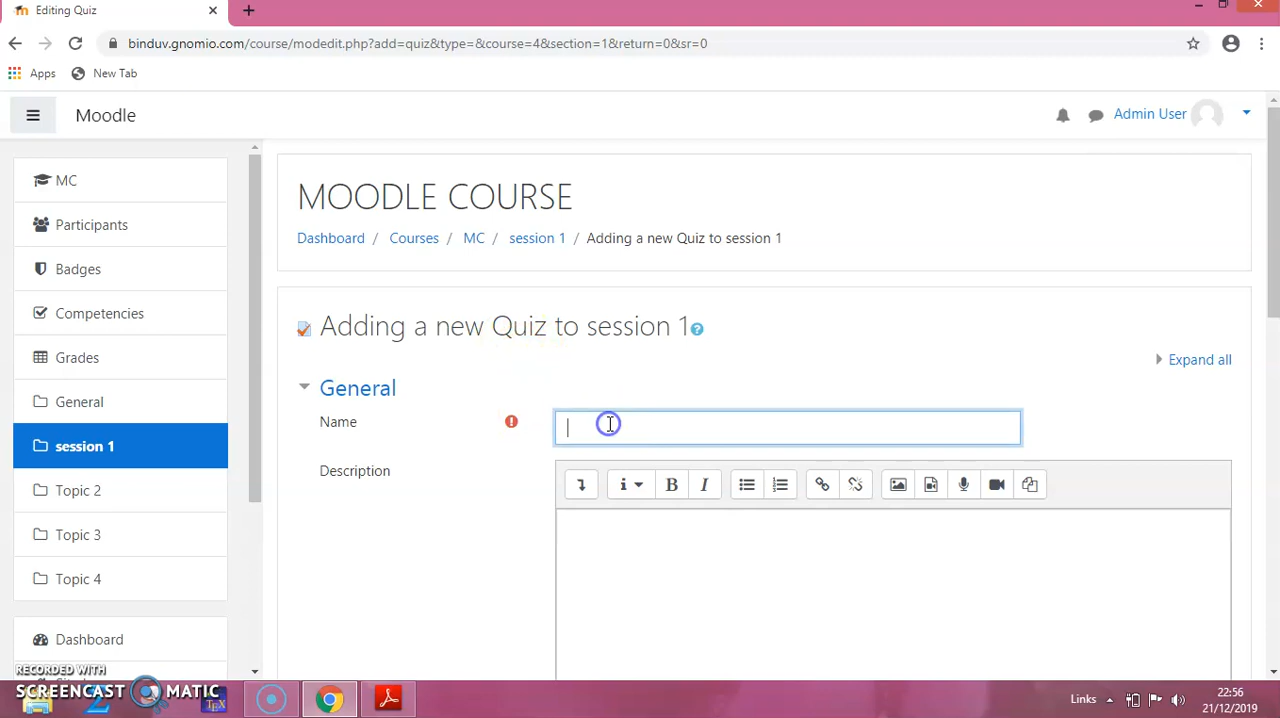 Editing Quiz
binduv.gnomio.com/course/modedit.php?add=quiz&type=&course=4&section=1&return=0&sr=0
Apps New Tab
Moodle
Admin User
MC
Participants
Badges
Competencies
Grades
General
session 1
Topic 2
Topic 3
Topic 4
Dashboard
MOODLE COURSE
Dashboard / Courses / MC / session 1 / Adding a new Quiz to session 1
Adding a new Quiz to session 1
Expand all
General
Name
Description
RECORDED WITH
SCREENCAST MATIC
Links
22:56
21/12/2019